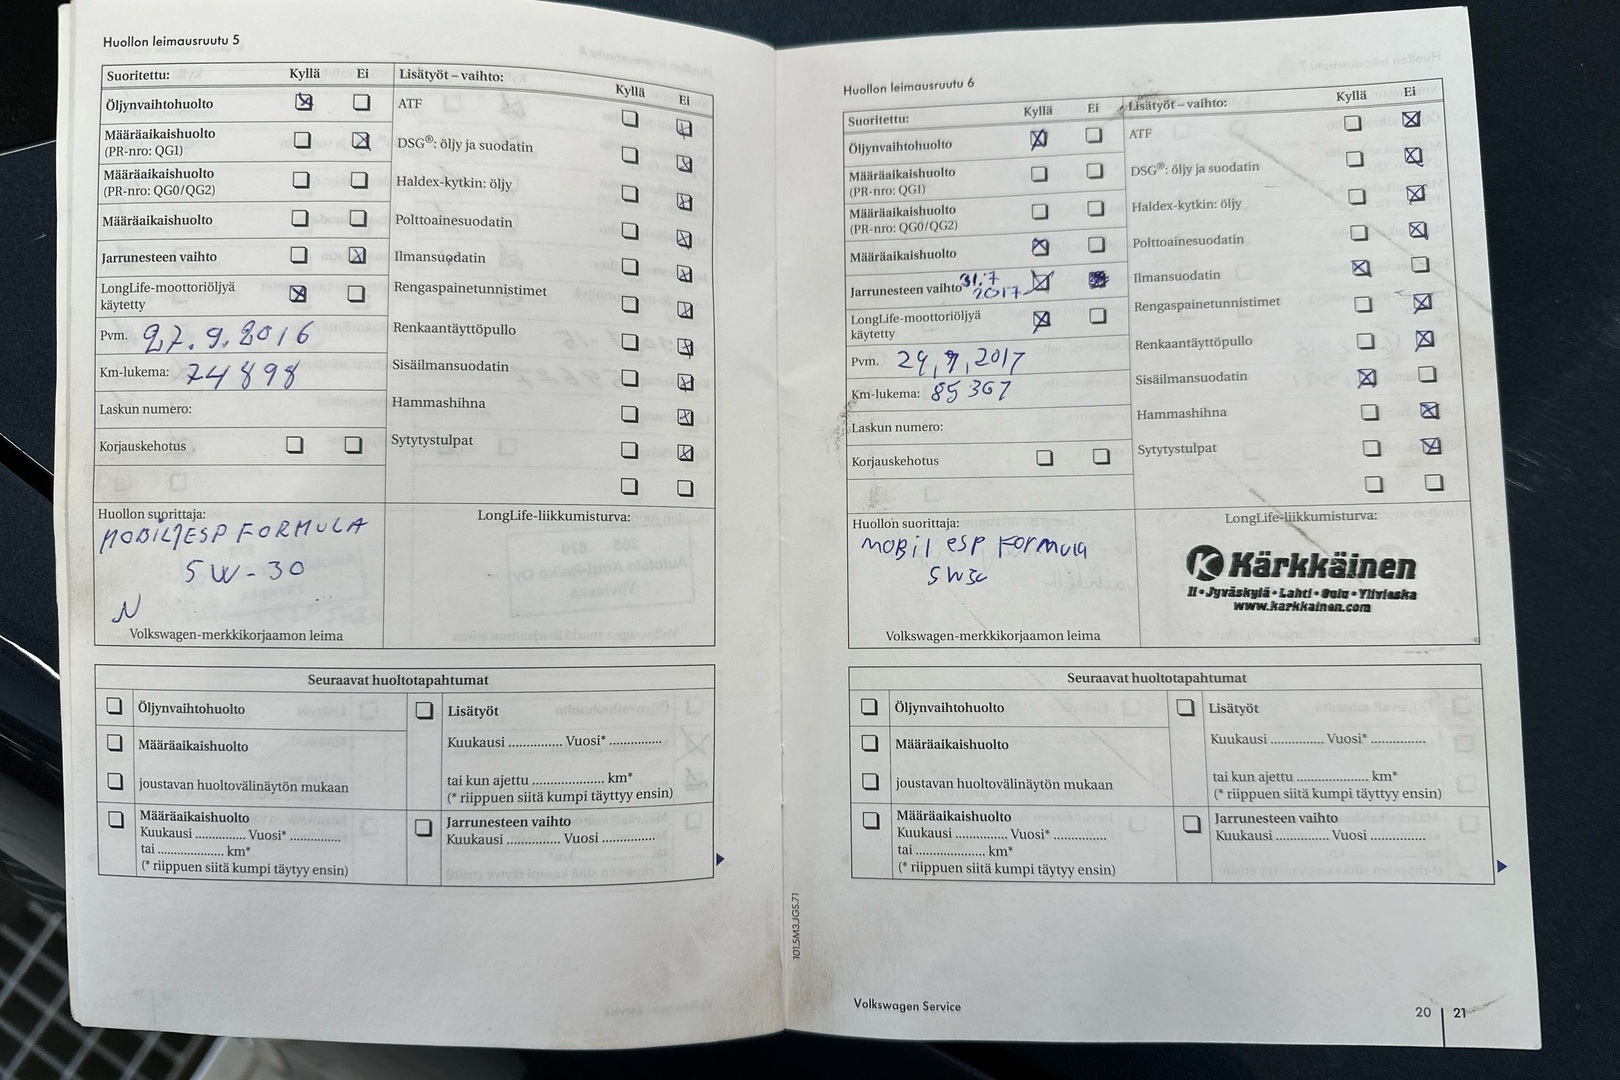 Huollon leimausruutu 5
Suoritettu: Kyllä Ei
Öljynvaihtohuolto
Määräaikaishuolto
(PR-nro: QG1)
Määräaikaishuolto
(PR-nro: QG0/QG2)
Määräaikaishuolto
Jarrunesteen vaihto
LongLife-moottoriöljyä
käytetty
Pvm. 27.9.2016
Km-lukema: 74898
Laskun numero:
Korjauskehotus
Lisätyöt – vaihto: Kyllä Ei
ATF
DSG®: öljy ja suodatin
Haldex-kytkin: öljy
Polttoainesuodatin
Ilmansuodatin
Rengaspainetunnistimet
Renkaantäyttöpullo
Sisäilmansuodatin
Hammashihna
Sytytystulpat
Huollon suorittaja:
MOBIL1 ESP FORMULA
5W-30
N
Volkswagen-merkkikorjaamon leima
LongLife-liikkumisturva:
Seuraavat huoltotapahtumat
Öljynvaihtohuolto
Määräaikaishuolto
joustavan huoltovälinäytön mukaan
Määräaikaishuolto
Kuukausi .............. Vuosi* ..............
tai .................... km*
(* riippuen siitä kumpi täytyy ensin)
Lisätyöt
Kuukausi ............... Vuosi* ..............
tai kun ajettu .................... km*
(* riippuen siitä kumpi täyttyy ensin)
Jarrunesteen vaihto
Kuukausi ............... Vuosi ...............
Huollon leimausruutu 6
Suoritettu: Kyllä Ei
Öljynvaihtohuolto
Määräaikaishuolto
(PR-nro: QG1)
Määräaikaishuolto
(PR-nro: QG0/QG2)
Määräaikaishuolto
Jarrunesteen vaihto 31.7
2017
LongLife-moottoriöljyä
käytetty
Pvm. 24,7,2017
Km-lukema: 85367
Laskun numero:
Korjauskehotus
Lisätyöt – vaihto: Kyllä Ei
ATF
DSG®: öljy ja suodatin
Haldex-kytkin: öljy
Polttoainesuodatin
Ilmansuodatin
Rengaspainetunnistimet
Renkaantäyttöpullo
Sisäilmansuodatin
Hammashihna
Sytytystulpat
Huollon suorittaja:
mobil esp Formula
5W30
Volkswagen-merkkikorjaamon leima
LongLife-liikkumisturva:
K Kärkkäinen
Ii • Jyväskylä • Lahti • Oulu • Ylivieska
www.karkkainen.com
Seuraavat huoltotapahtumat
Öljynvaihtohuolto
Määräaikaishuolto
joustavan huoltovälinäytön mukaan
Määräaikaishuolto
Kuukausi .............. Vuosi* ..............
tai .................... km*
(* riippuen siitä kumpi täytyy ensin)
Lisätyöt
Kuukausi ............... Vuosi* ...............
tai kun ajettu .................... km*
(* riippuen siitä kumpi täyttyy ensin)
Jarrunesteen vaihto
Kuukausi ............... Vuosi ...............
101.5M3.JGS.71
Volkswagen Service
20 21